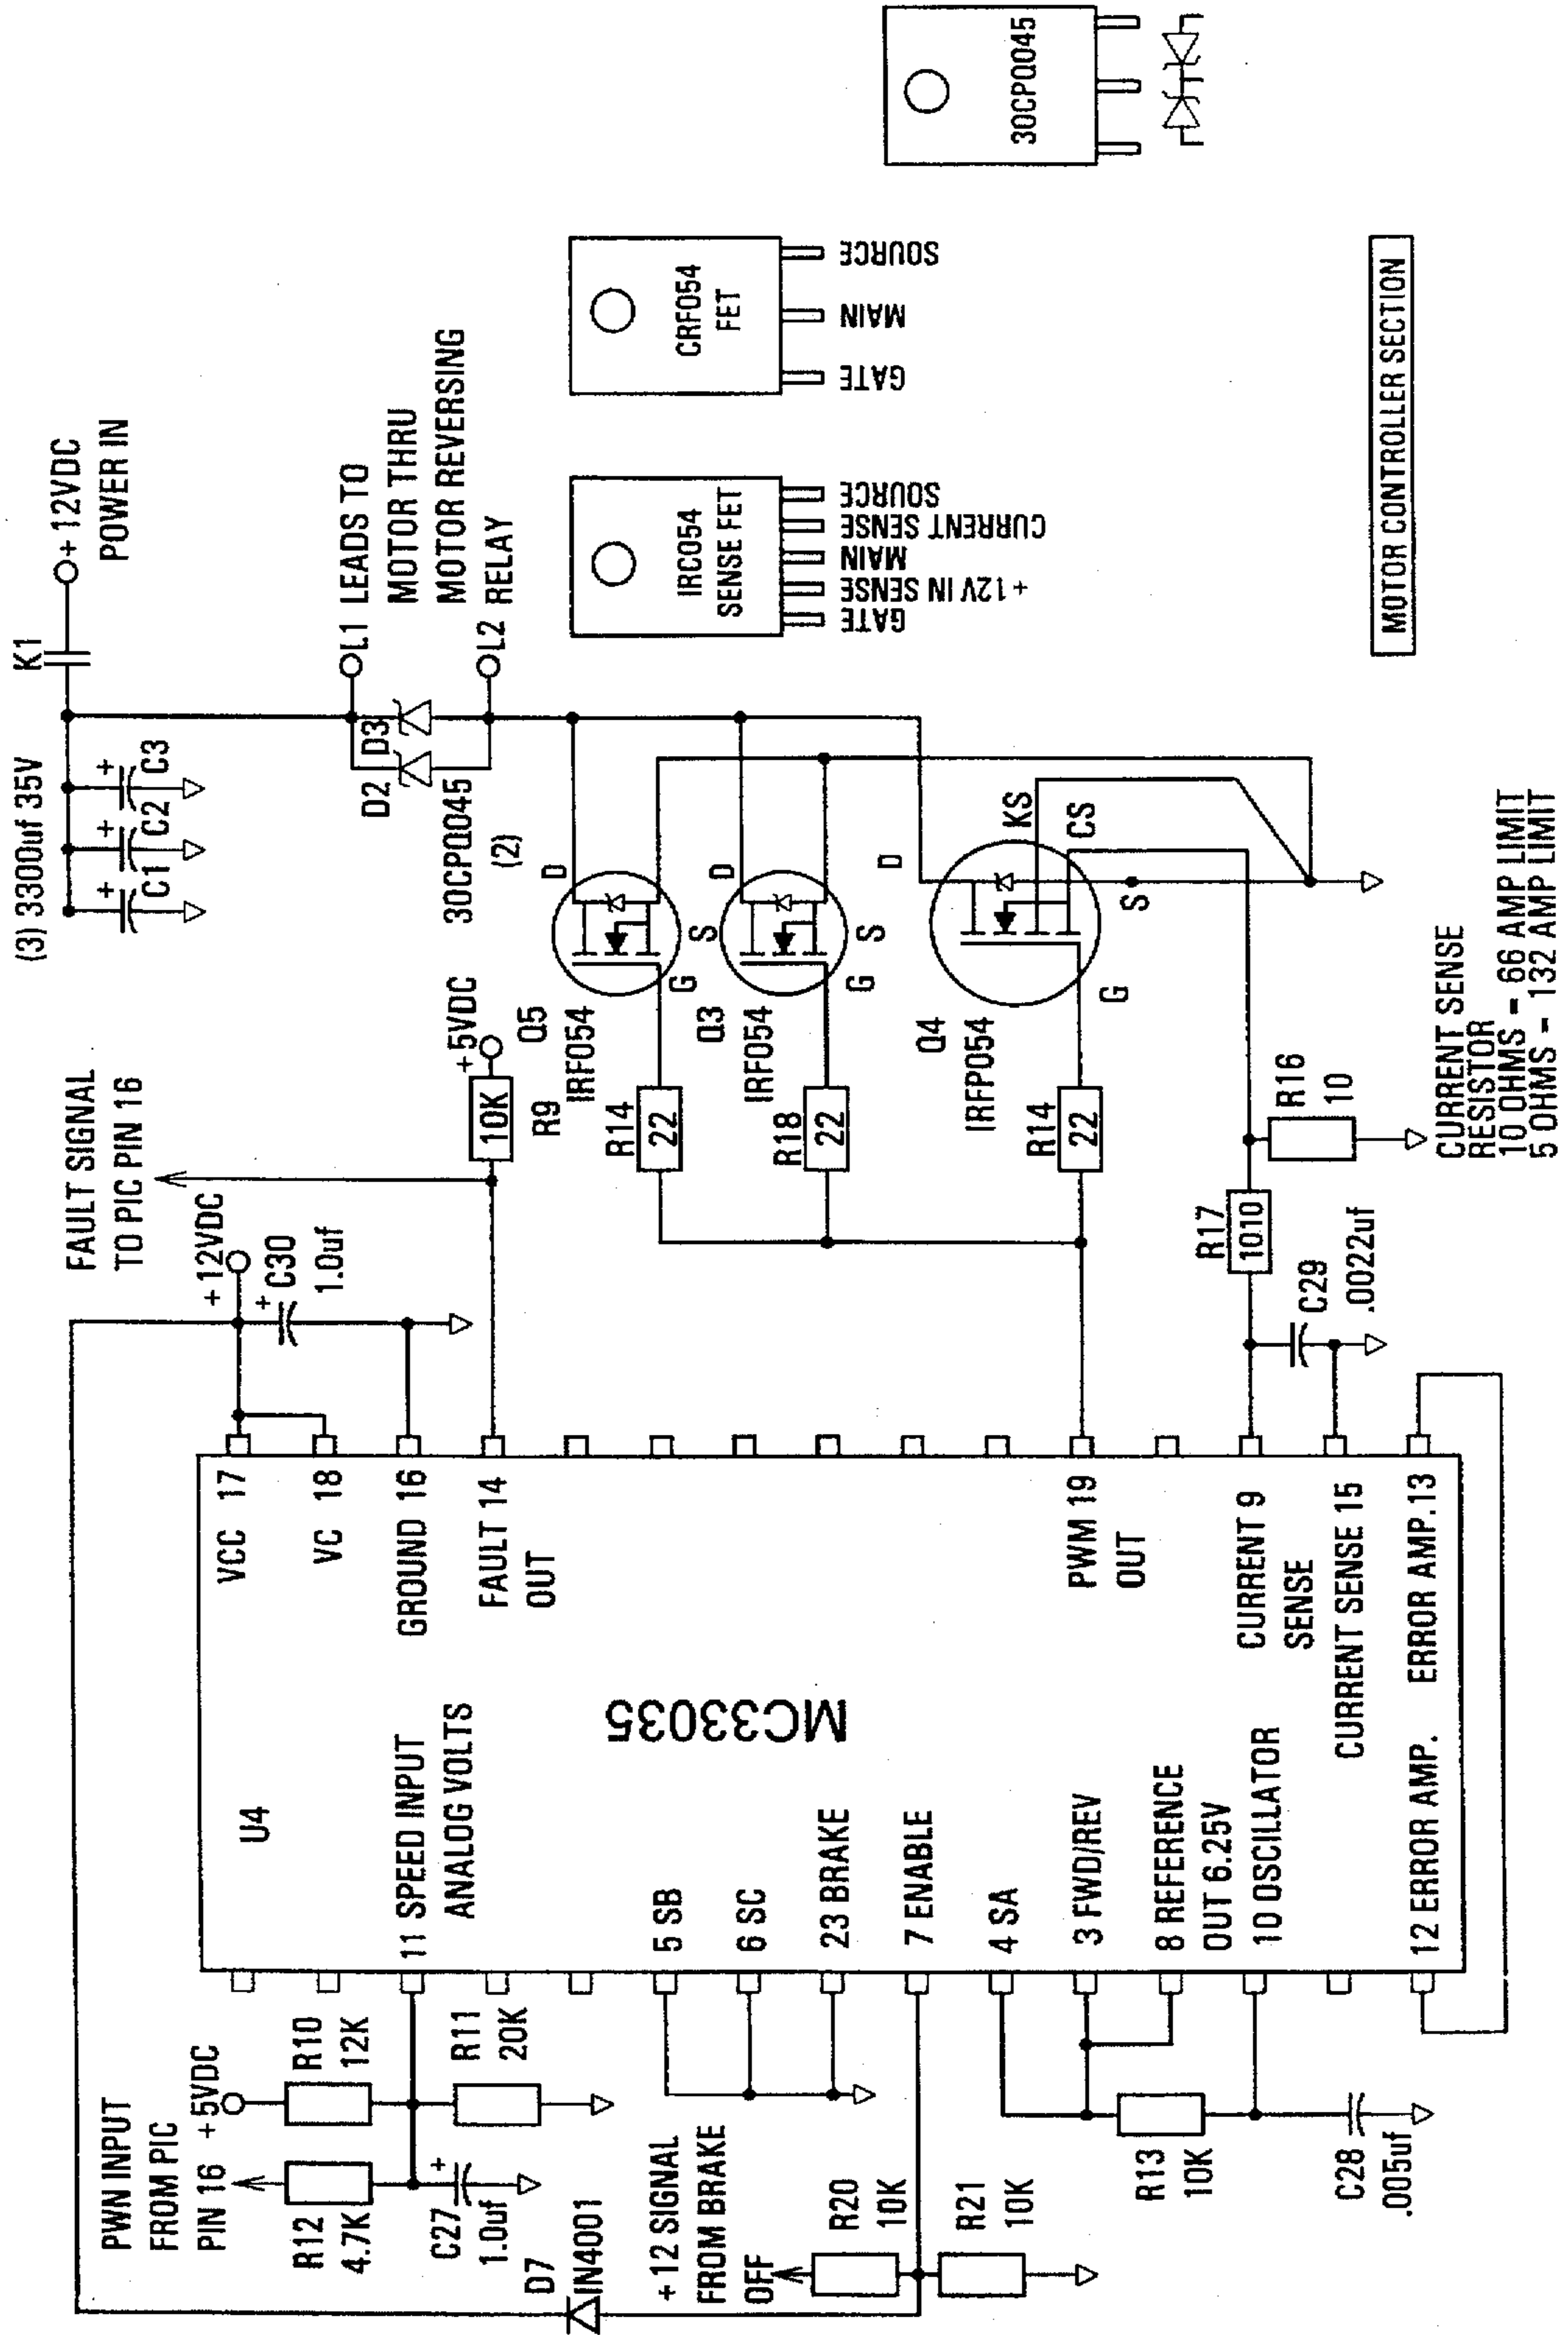 (3) 3300uf 35V
C1
C2
C3
K1
+12VDC
POWER IN
L1 LEADS TO
MOTOR THRU
MOTOR REVERSING
L2 RELAY
D2
D3
30CPQ045
(2)
FAULT SIGNAL
TO PIC PIN 16
+12VDC
C30
1.0uf
+
+5VDC
10K
R9
Q5
IRF054
R14
22
D
S
G
Q3
IRF054
R18
22
D
S
G
Q4
IRFP054
R14
22
D
KS
CS
S
G
R17
1010
C29
.0022uf
R16
10
CURRENT SENSE
RESISTOR
10 OHMS = 66 AMP LIMIT
5 OHMS = 132 AMP LIMIT
VCC 17
VC 18
GROUND 16
FAULT 14
OUT
PWM 19
OUT
CURRENT 9
SENSE
CURRENT SENSE 15
ERROR AMP.13
U4
MC33035
11 SPEED INPUT
ANALOG VOLTS
5 SB
6 SC
23 BRAKE
7 ENABLE
4 SA
3 FWD/REV
8 REFERENCE
OUT 6.25V
10 OSCILLATOR
12 ERROR AMP.
PWN INPUT
FROM PIC
PIN 16
+5VDC
R10
12K
R12
4.7K
R11
20K
C27
1.0uf
+
D7
IN4001
+12 SIGNAL
FROM BRAKE
OFF
R20
10K
R21
10K
R13
10K
C28
.005uf
IRC054
SENSE FET
GATE
+12V IN SENSE
MAIN
CURRENT SENSE
SOURCE
CRF054
FET
GATE
MAIN
SOURCE
30CPQ045
MOTOR CONTROLLER SECTION